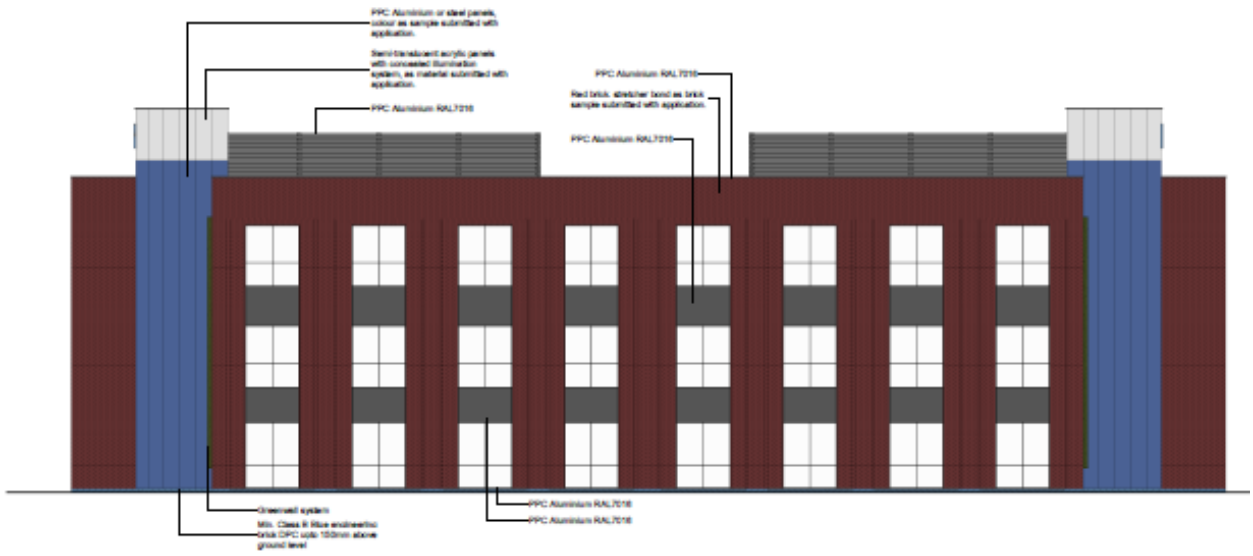 PPC Aluminium or steel panels,
colour as sample submitted with
application.
Semi-translucent acrylic panels
with concealed illumination
system, as material submitted with
application.
PPC Aluminium RAL7016
PPC Aluminium RAL7016
Red brick stretcher bond as brick
sample submitted with application.
PPC Aluminium RAL7016
Greenwall system
Min. Class B Blue engineering
brick DPC upto 150mm above
ground level
PPC Aluminium RAL7016
PPC Aluminium RAL7016